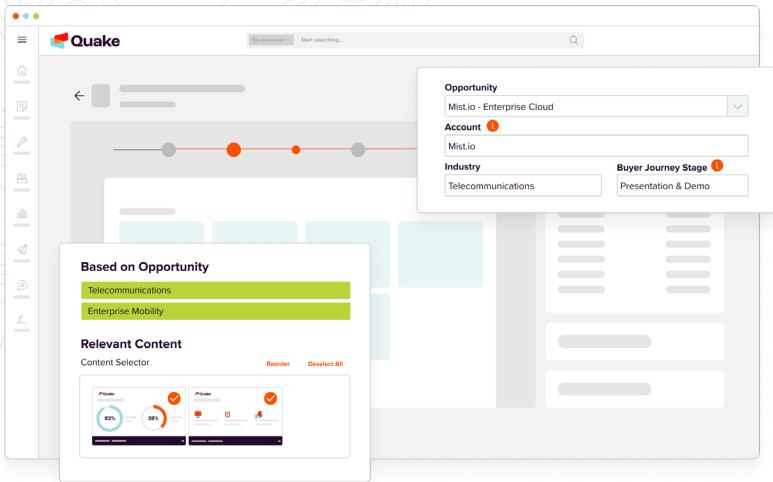 Quake
Start searching...
Opportunity
Mist.io - Enterprise Cloud
Account
Mist.io
Industry
Buyer Journey Stage
Telecommunications
Presentation & Demo
Based on Opportunity
Telecommunications
Enterprise Mobility
Relevant Content
Content Selector
Reorder
Deselect All
Quake
Quake
82%
38%